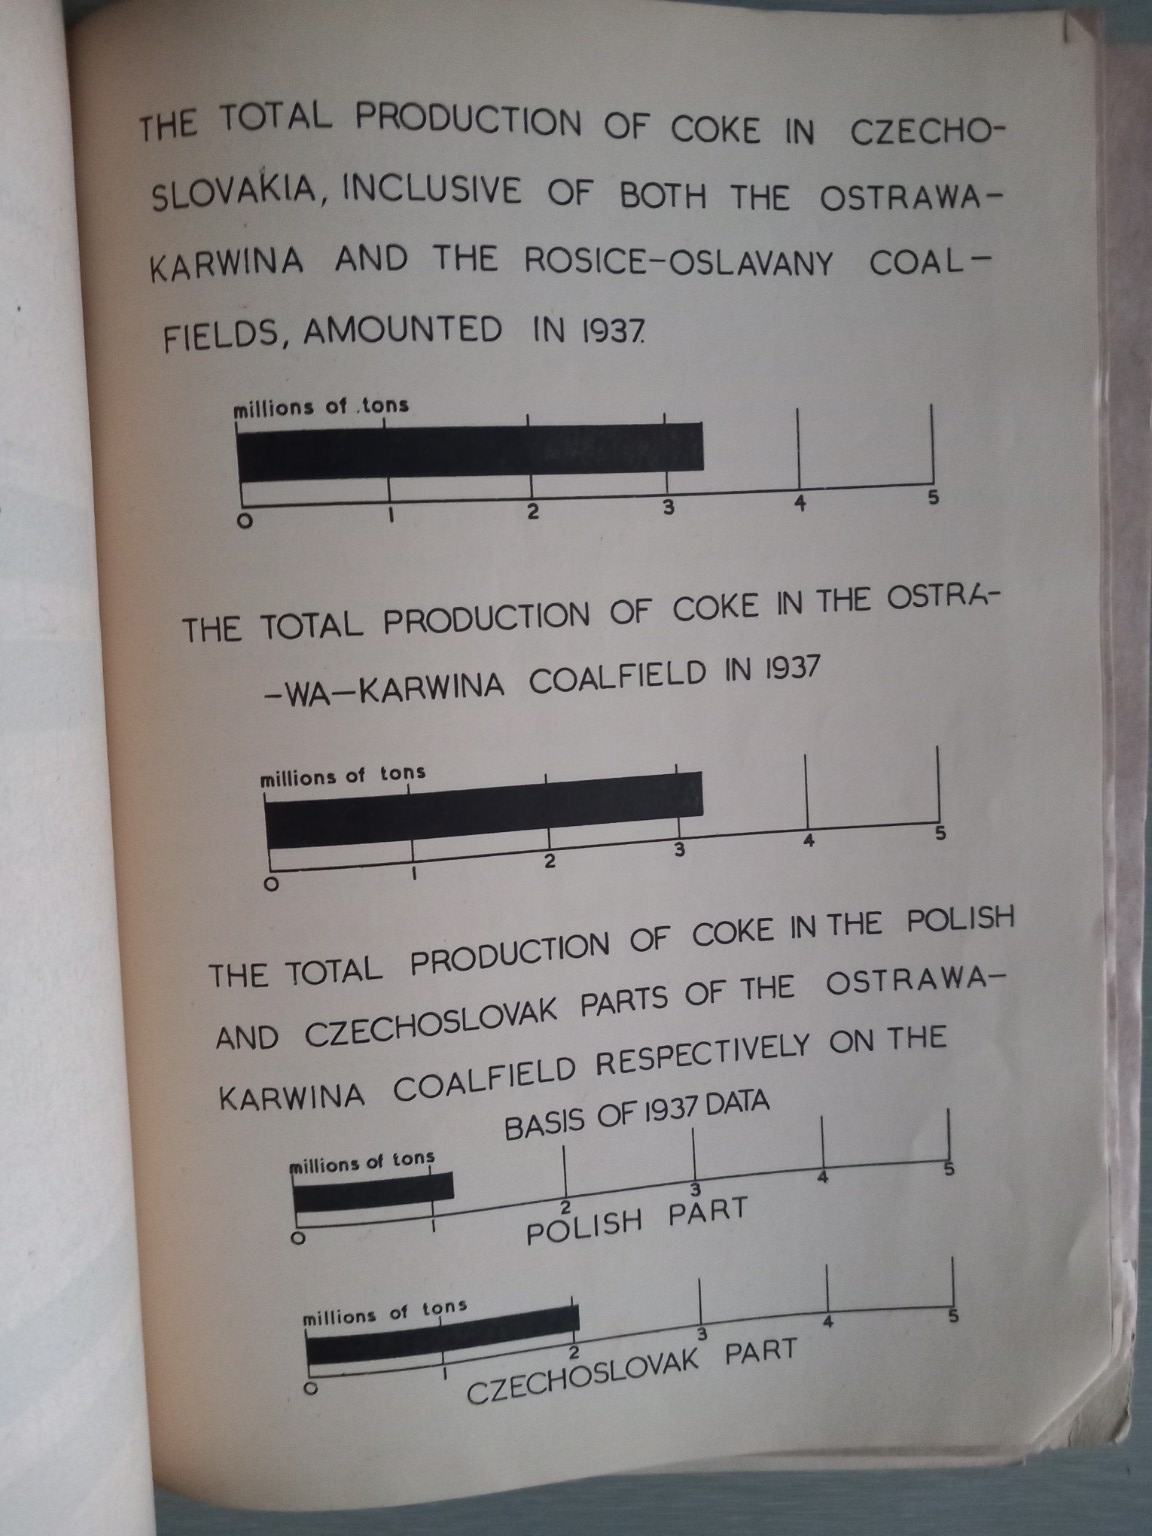 THE TOTAL PRODUCTION OF COKE IN CZECHO-
SLOVAKIA, INCLUSIVE OF BOTH THE OSTRAWA-
KARWINA AND THE ROSICE-OSLAVANY COAL-
FIELDS, AMOUNTED IN 1937.
millions of tons
0 1 2 3 4 5
THE TOTAL PRODUCTION OF COKE IN THE OSTRA-
-WA-KARWINA COALFIELD IN 1937
millions of tons
0 1 2 3 4 5
THE TOTAL PRODUCTION OF COKE IN THE POLISH
AND CZECHOSLOVAK PARTS OF THE OSTRAWA-
KARWINA COALFIELD RESPECTIVELY ON THE
BASIS OF 1937 DATA
millions of tons
0 1 2 3 4 5
POLISH PART
millions of tons
0 1 2 3 4 5
CZECHOSLOVAK PART